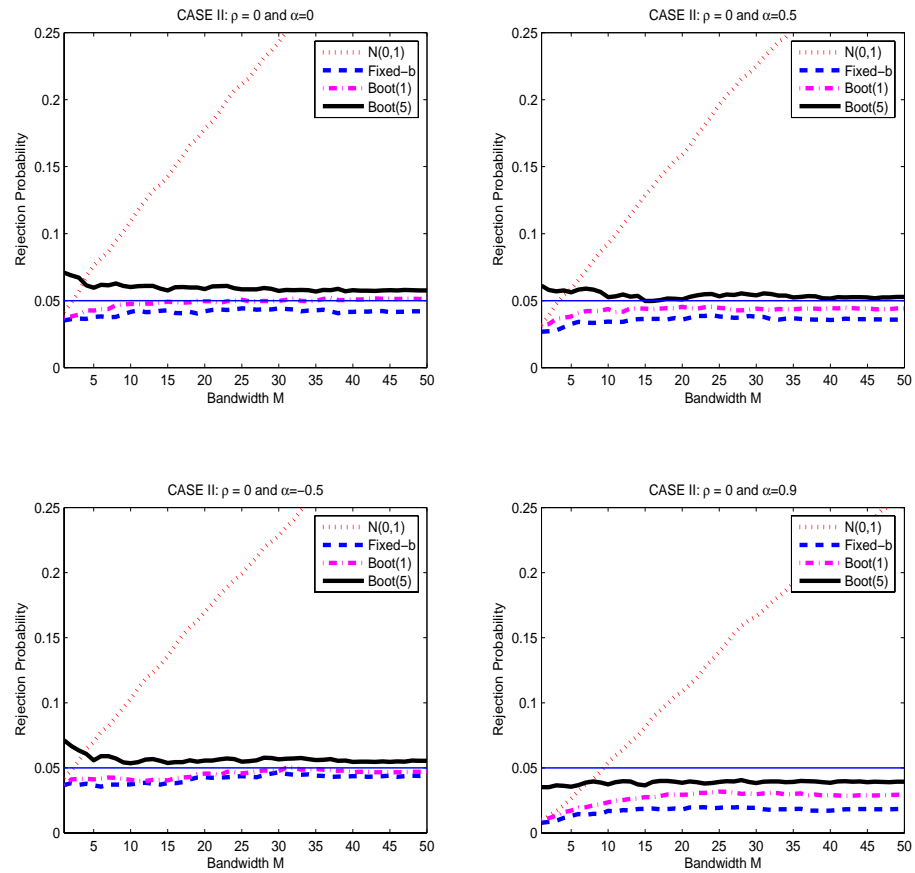 CASE II: ρ = 0 and α=0
0.25
0.2
0.15
0.1
0.05
0
Rejection Probability
N(0,1)
Fixed−b
Boot(1)
Boot(5)
5 10 15 20 25 30 35 40 45 50
Bandwidth M
CASE II: ρ = 0 and α=0.5
0.25
0.2
0.15
0.1
0.05
0
Rejection Probability
N(0,1)
Fixed−b
Boot(1)
Boot(5)
5 10 15 20 25 30 35 40 45 50
Bandwidth M
CASE II: ρ = 0 and α=−0.5
0.25
0.2
0.15
0.1
0.05
0
Rejection Probability
N(0,1)
Fixed−b
Boot(1)
Boot(5)
5 10 15 20 25 30 35 40 45 50
Bandwidth M
CASE II: ρ = 0 and α=0.9
0.25
0.2
0.15
0.1
0.05
0
Rejection Probability
N(0,1)
Fixed−b
Boot(1)
Boot(5)
5 10 15 20 25 30 35 40 45 50
Bandwidth M